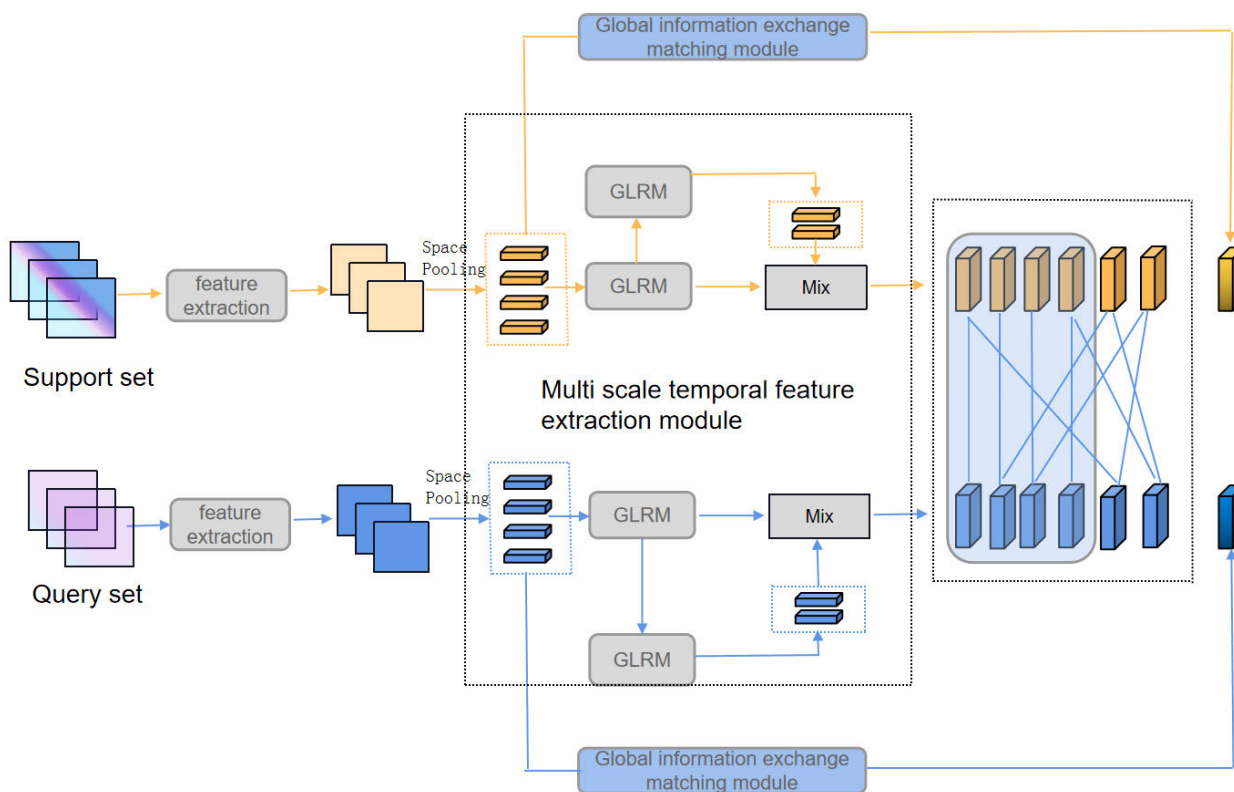 Global information exchange
matching module
GLRM
Space
Pooling
feature
extraction
GLRM
Mix
Support set
Multi scale temporal feature
extraction module
Space
Pooling
feature
extraction
GLRM
Mix
Query set
GLRM
Global information exchange
matching module